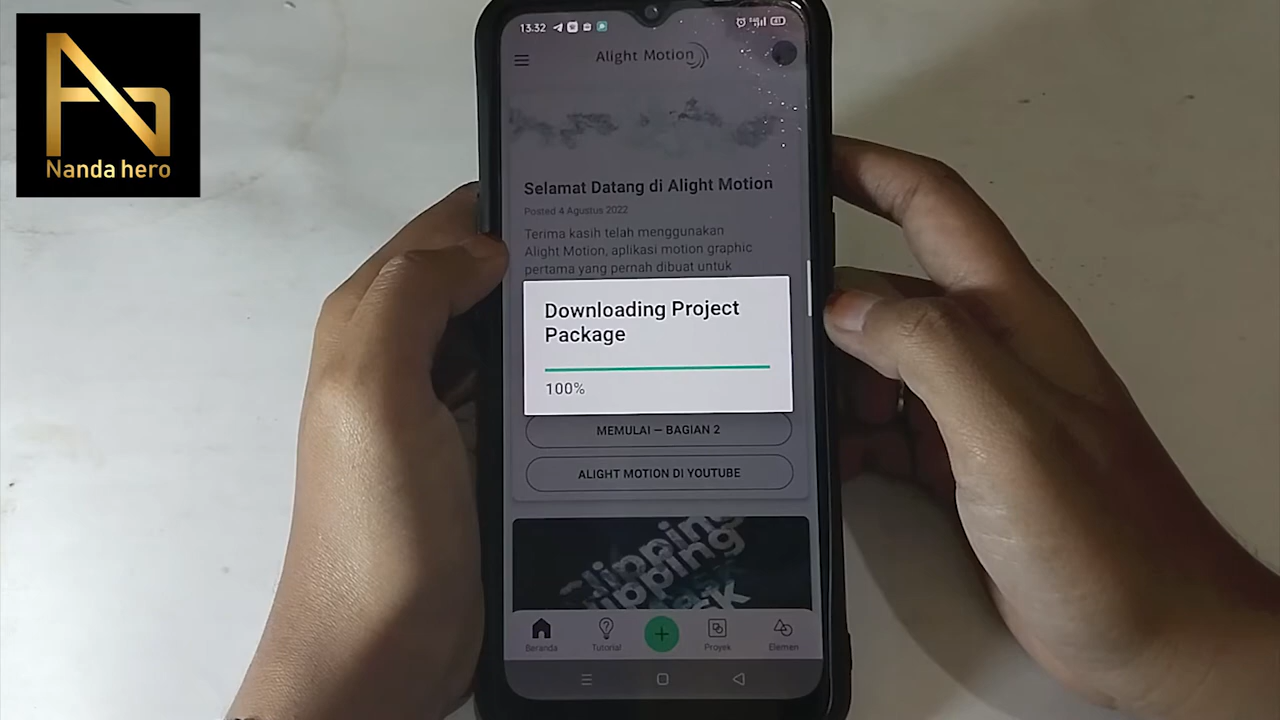 Nanda hero
13.32
Alight Motion
Selamat Datang di Alight Motion
Posted 4 Agustus 2022
Terima kasih telah menggunakan
Alight Motion, aplikasi motion graphic
pertama yang pernah dibuat untuk
Downloading Project
Package
100%
MEMULAI – BAGIAN 2
ALIGHT MOTION DI YOUTUBE
Beranda
Tutorial
Proyek
Elemen